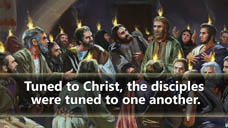 Tuned to Christ, the disciples
were tuned to one another.